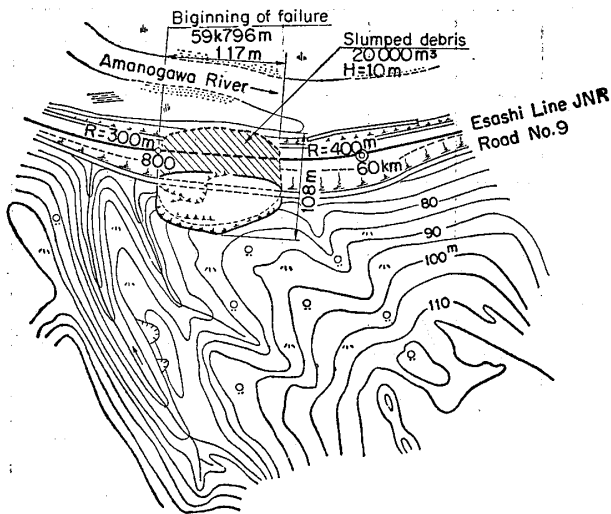 Biginning of failure
59k796m
117m
Slumped debris
20000m³
H=10m
Amanogawa River
Esashi Line JNR
Road No.9
R=300m
R=400m
800
60km
108m
80
90
100m
110